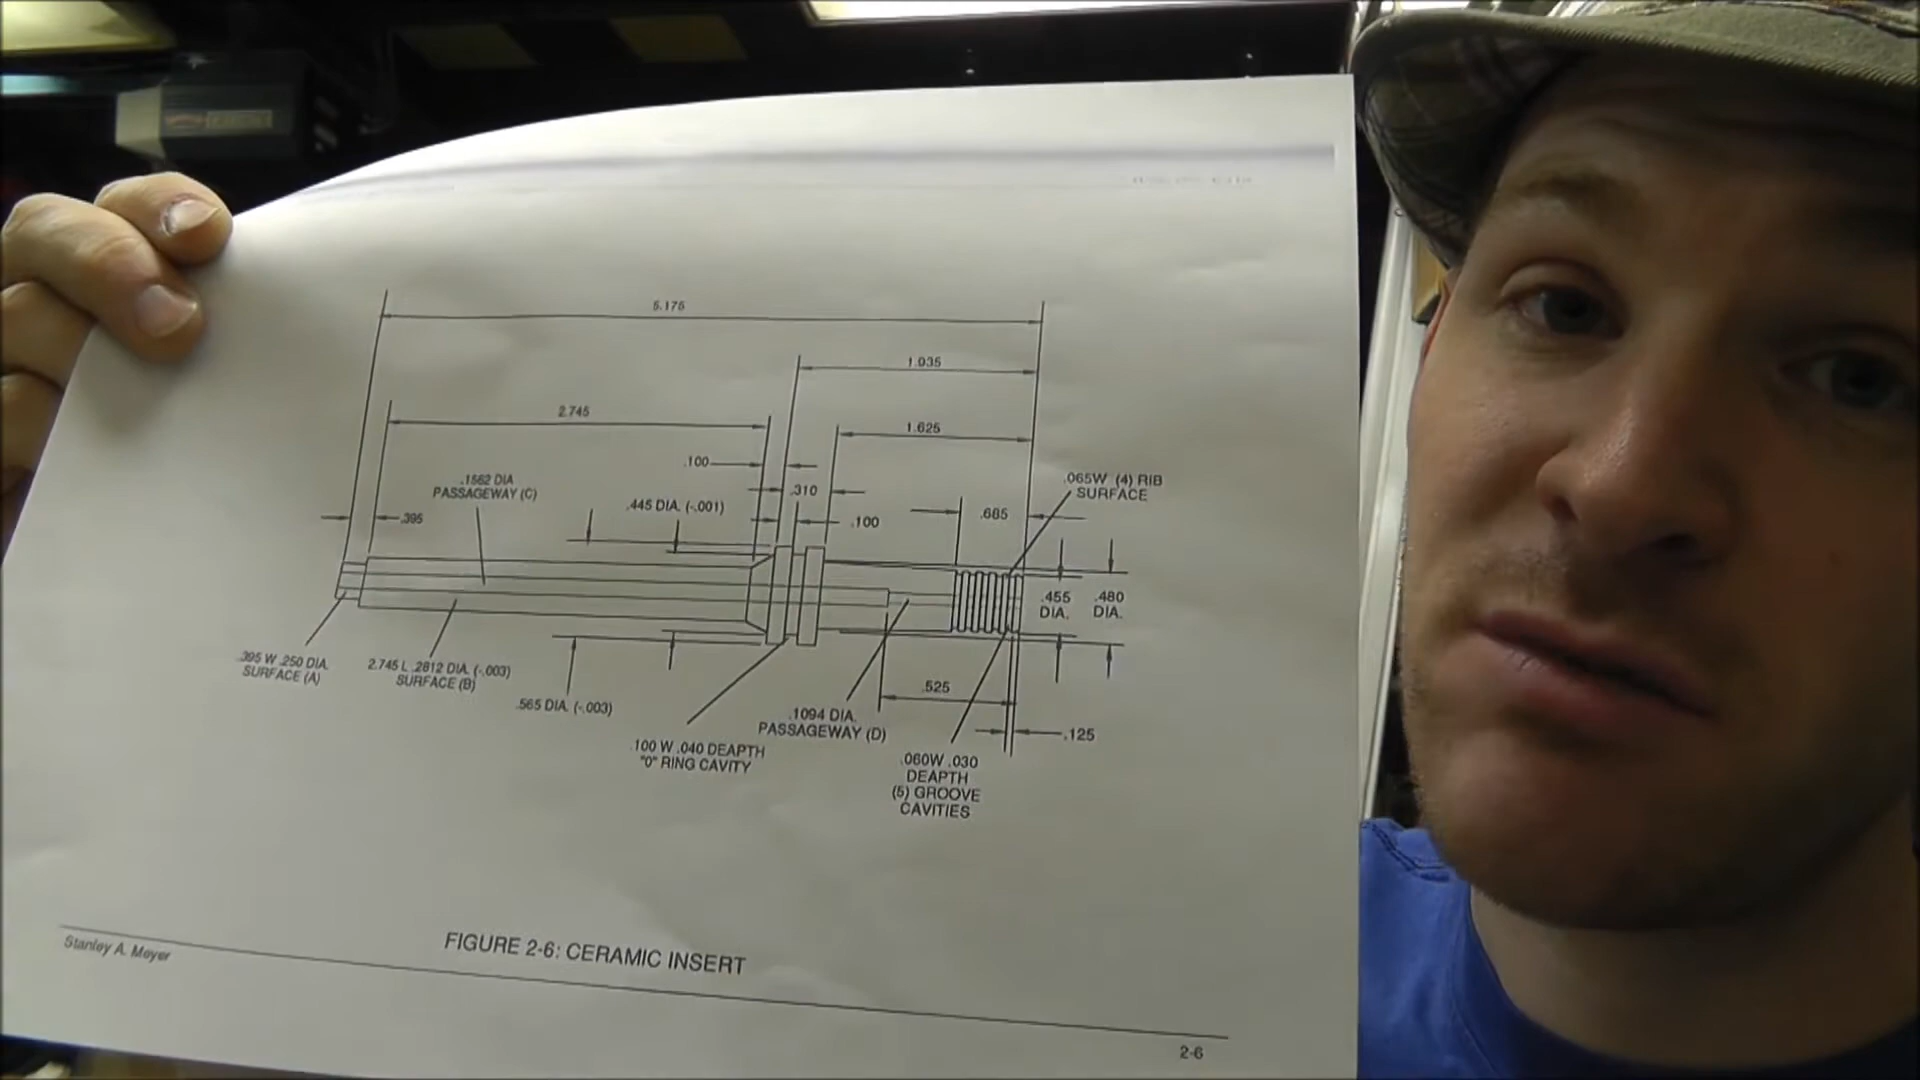 5.175
1.935
2.745
1.625
.100
.310
.065W (4) RIB
SURFACE
.1562 DIA
PASSAGEWAY (C)
.445 DIA. (-.001)
.685
.395
.100
.455
DIA.
.480
DIA.
.395 W .250 DIA.
SURFACE (A)
2.745 L .2812 DIA. (-.003)
SURFACE (B)
.565 DIA. (-.003)
.525
.1094 DIA.
PASSAGEWAY (D)
.125
.100 W .040 DEAPTH
"0" RING CAVITY
.060W .030
DEAPTH
(5) GROOVE
CAVITIES
FIGURE 2-6: CERAMIC INSERT
Stanley A. Meyer
2-6